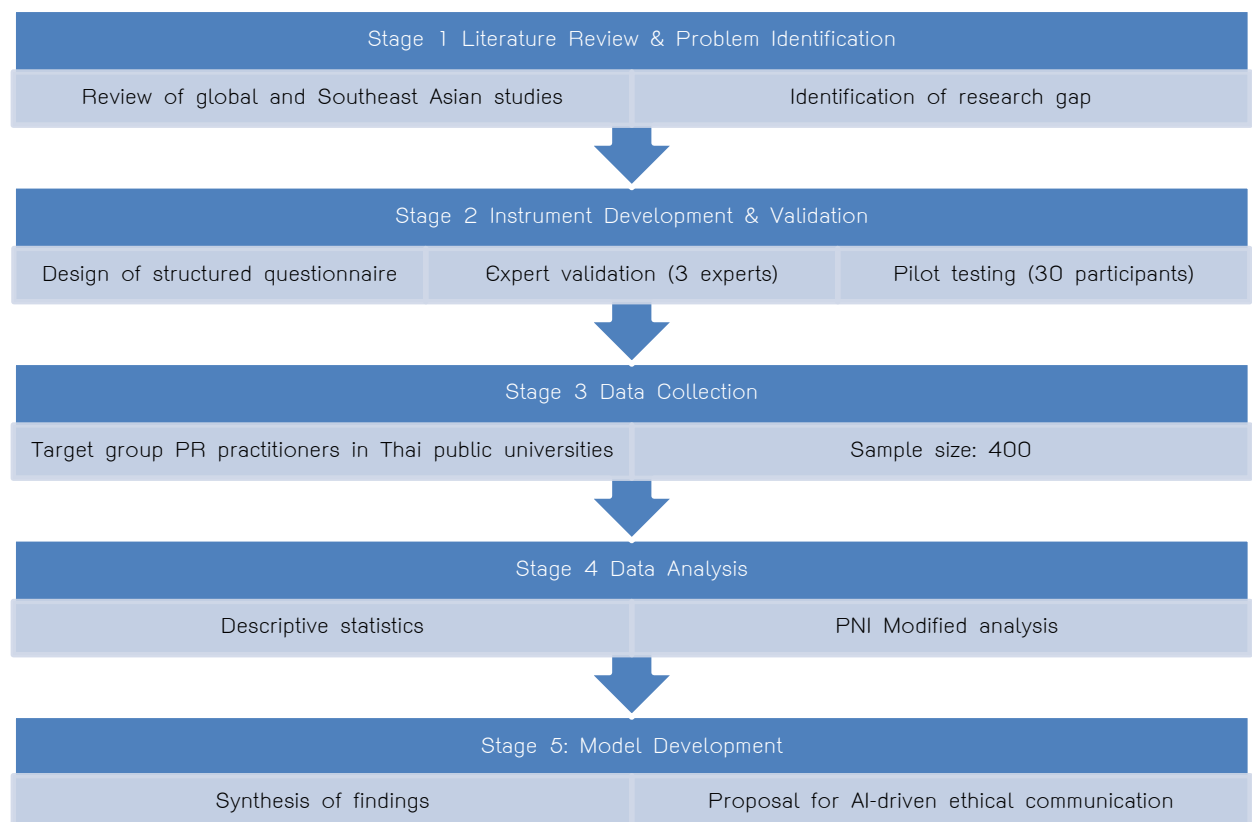 Stage 1 Literature Review & Problem Identification
Review of global and Southeast Asian studies
Identification of research gap
Stage 2 Instrument Development & Validation
Design of structured questionnaire
Expert validation (3 experts)
Pilot testing (30 participants)
Stage 3 Data Collection
Target group PR practitioners in Thai public universities
Sample size: 400
Stage 4 Data Analysis
Descriptive statistics
PNI Modified analysis
Stage 5: Model Development
Synthesis of findings
Proposal for AI-driven ethical communication